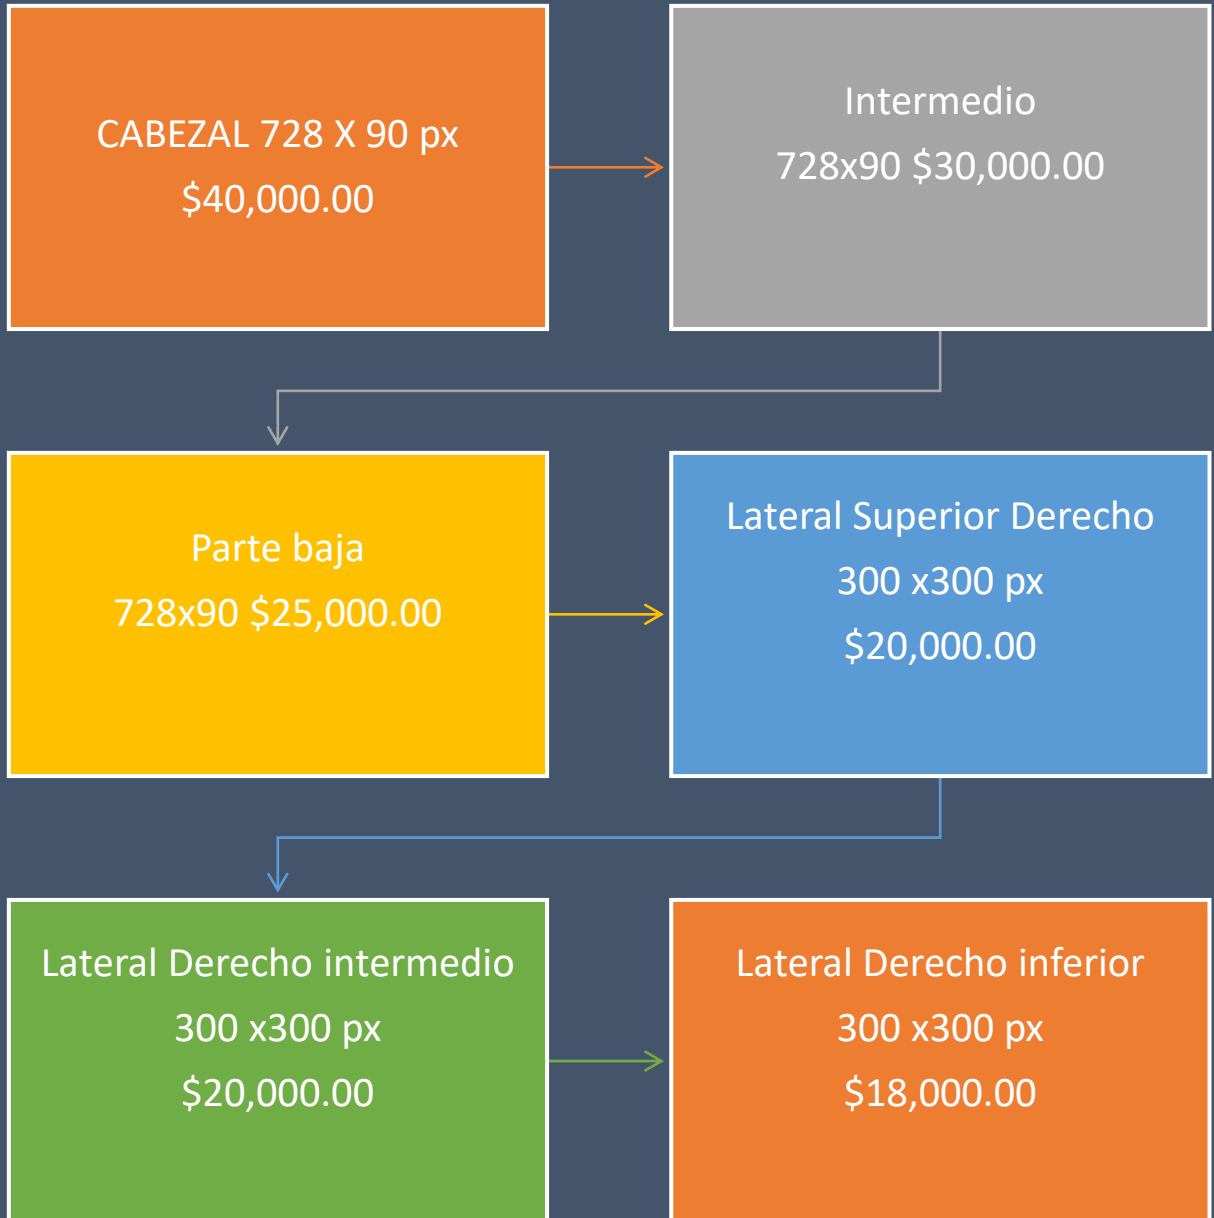 CABEZAL 728 X 90 px
$40,000.00
Intermedio
728x90 $30,000.00
Parte baja
728x90 $25,000.00
Lateral Superior Derecho
300 x300 px
$20,000.00
Lateral Derecho intermedio
300 x300 px
$20,000.00
Lateral Derecho inferior
300 x300 px
$18,000.00